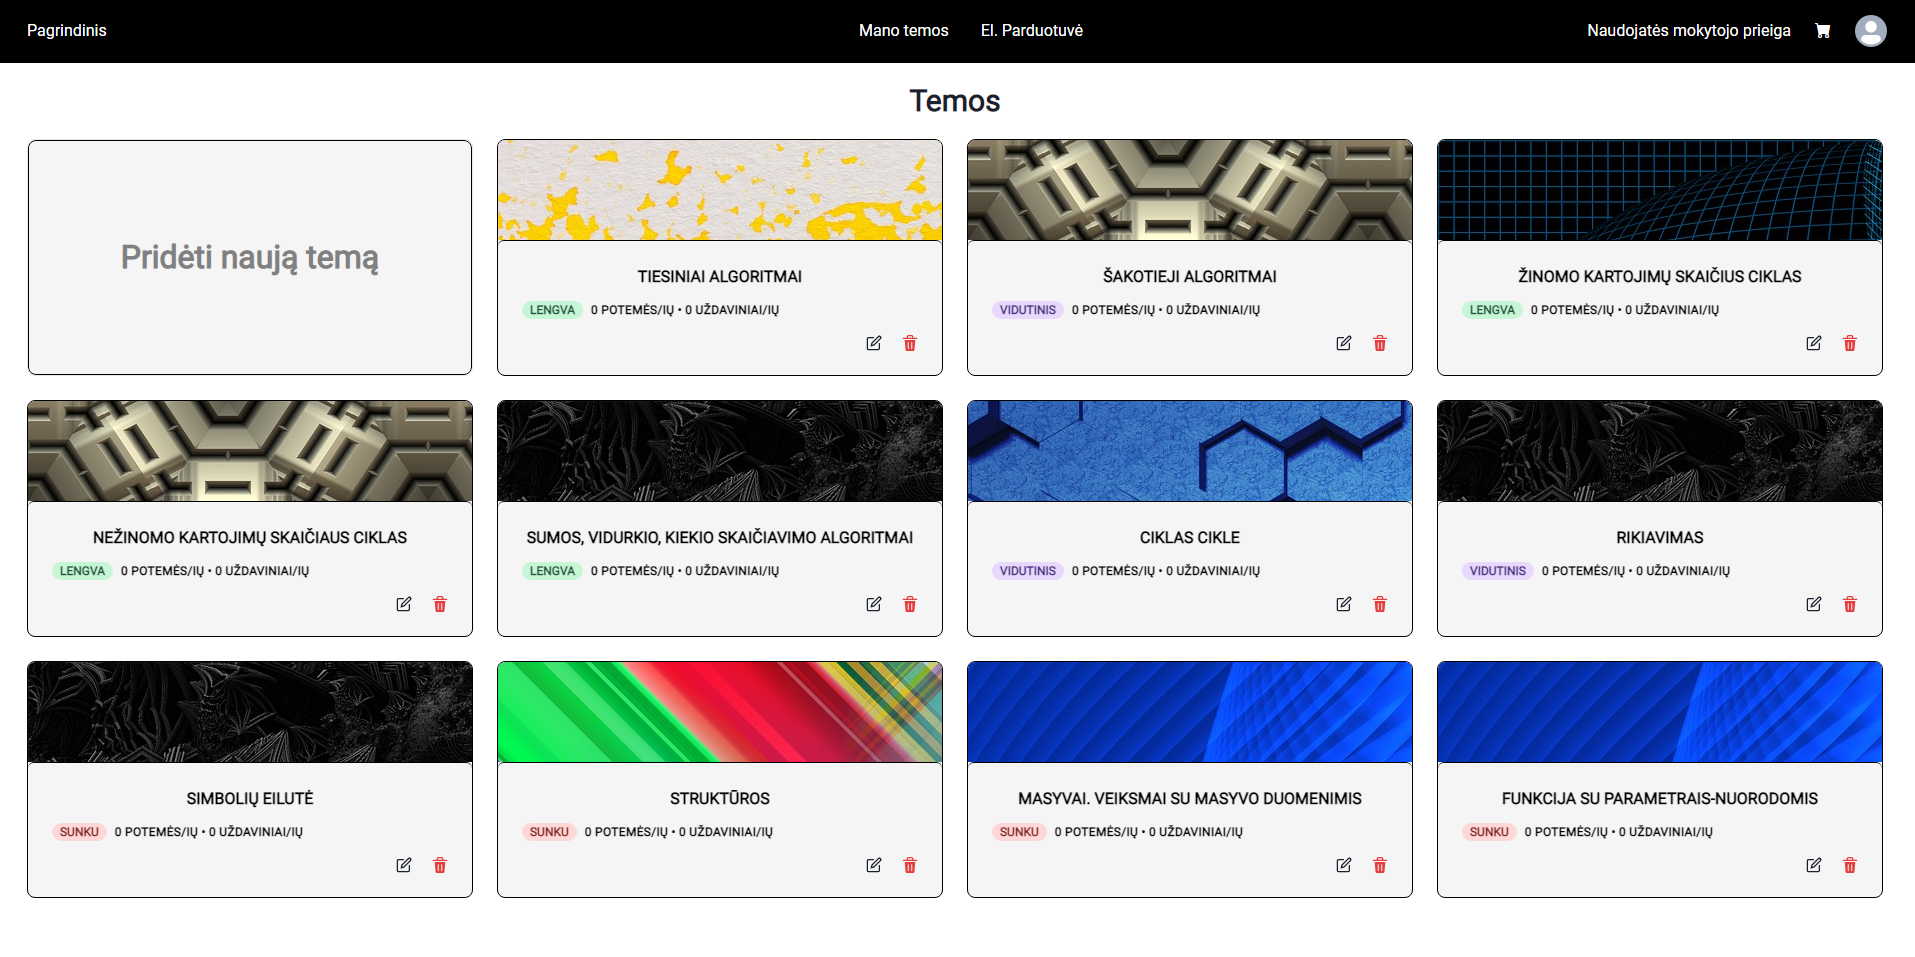 Pagrindinis
Mano temos
El. Parduotuvė
Naudojatės mokytojo prieiga
Temos
Pridėti naują temą
TIESINIAI ALGORITMAI
LENGVA 0 POTEMĖS/IŲ • 0 UŽDAVINIAI/IŲ
ŠAKOTIEJI ALGORITMAI
VIDUTINIS 0 POTEMĖS/IŲ • 0 UŽDAVINIAI/IŲ
ŽINOMO KARTOJIMŲ SKAIČIUS CIKLAS
LENGVA 0 POTEMĖS/IŲ • 0 UŽDAVINIAI/IŲ
NEŽINOMO KARTOJIMŲ SKAIČIAUS CIKLAS
LENGVA 0 POTEMĖS/IŲ • 0 UŽDAVINIAI/IŲ
SUMOS, VIDURKIO, KIEKIO SKAIČIAVIMO ALGORITMAI
LENGVA 0 POTEMĖS/IŲ • 0 UŽDAVINIAI/IŲ
CIKLAS CIKLE
VIDUTINIS 0 POTEMĖS/IŲ • 0 UŽDAVINIAI/IŲ
RIKIAVIMAS
VIDUTINIS 0 POTEMĖS/IŲ • 0 UŽDAVINIAI/IŲ
SIMBOLIŲ EILUTĖ
SUNKU 0 POTEMĖS/IŲ • 0 UŽDAVINIAI/IŲ
STRUKTŪROS
SUNKU 0 POTEMĖS/IŲ • 0 UŽDAVINIAI/IŲ
MASYVAI. VEIKSMAI SU MASYVO DUOMENIMIS
SUNKU 0 POTEMĖS/IŲ • 0 UŽDAVINIAI/IŲ
FUNKCIJA SU PARAMETRAIS-NUORODOMIS
SUNKU 0 POTEMĖS/IŲ • 0 UŽDAVINIAI/IŲ